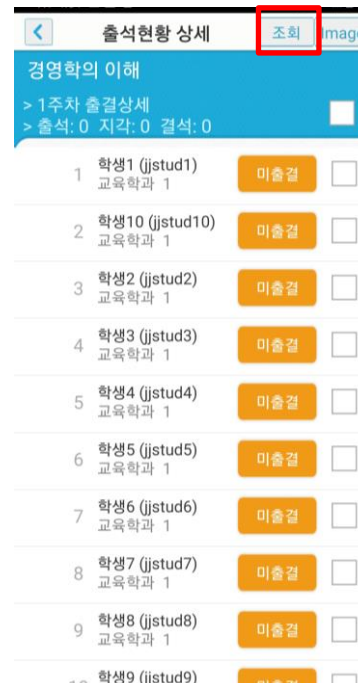 출석현황 상세
조회
Image
경영학의 이해
> 1주차 출결상세
> 출석: 0 지각: 0 결석: 0
1 학생1 (jjstud1) 미출결
교육학과 1
2 학생10 (jjstud10) 미출결
교육학과 1
3 학생2 (jjstud2) 미출결
교육학과 1
4 학생3 (jjstud3) 미출결
교육학과 1
5 학생4 (jjstud4) 미출결
교육학과 1
6 학생5 (jjstud5) 미출결
교육학과 1
7 학생6 (jjstud6) 미출결
교육학과 1
8 학생7 (jjstud7) 미출결
교육학과 1
9 학생8 (jjstud8) 미출결
교육학과 1
10 학생9 (jjstud9) 미출결